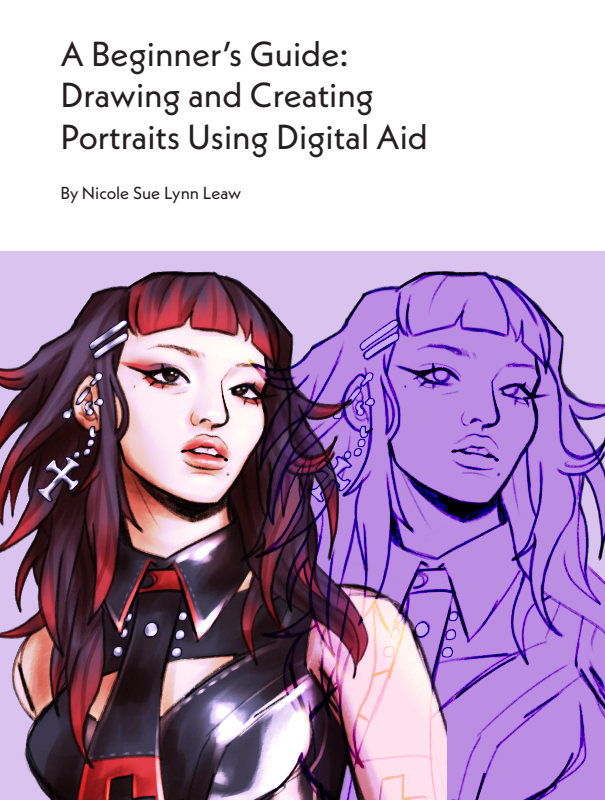 A Beginner's Guide:
Drawing and Creating
Portraits Using Digital Aid
By Nicole Sue Lynn Leaw